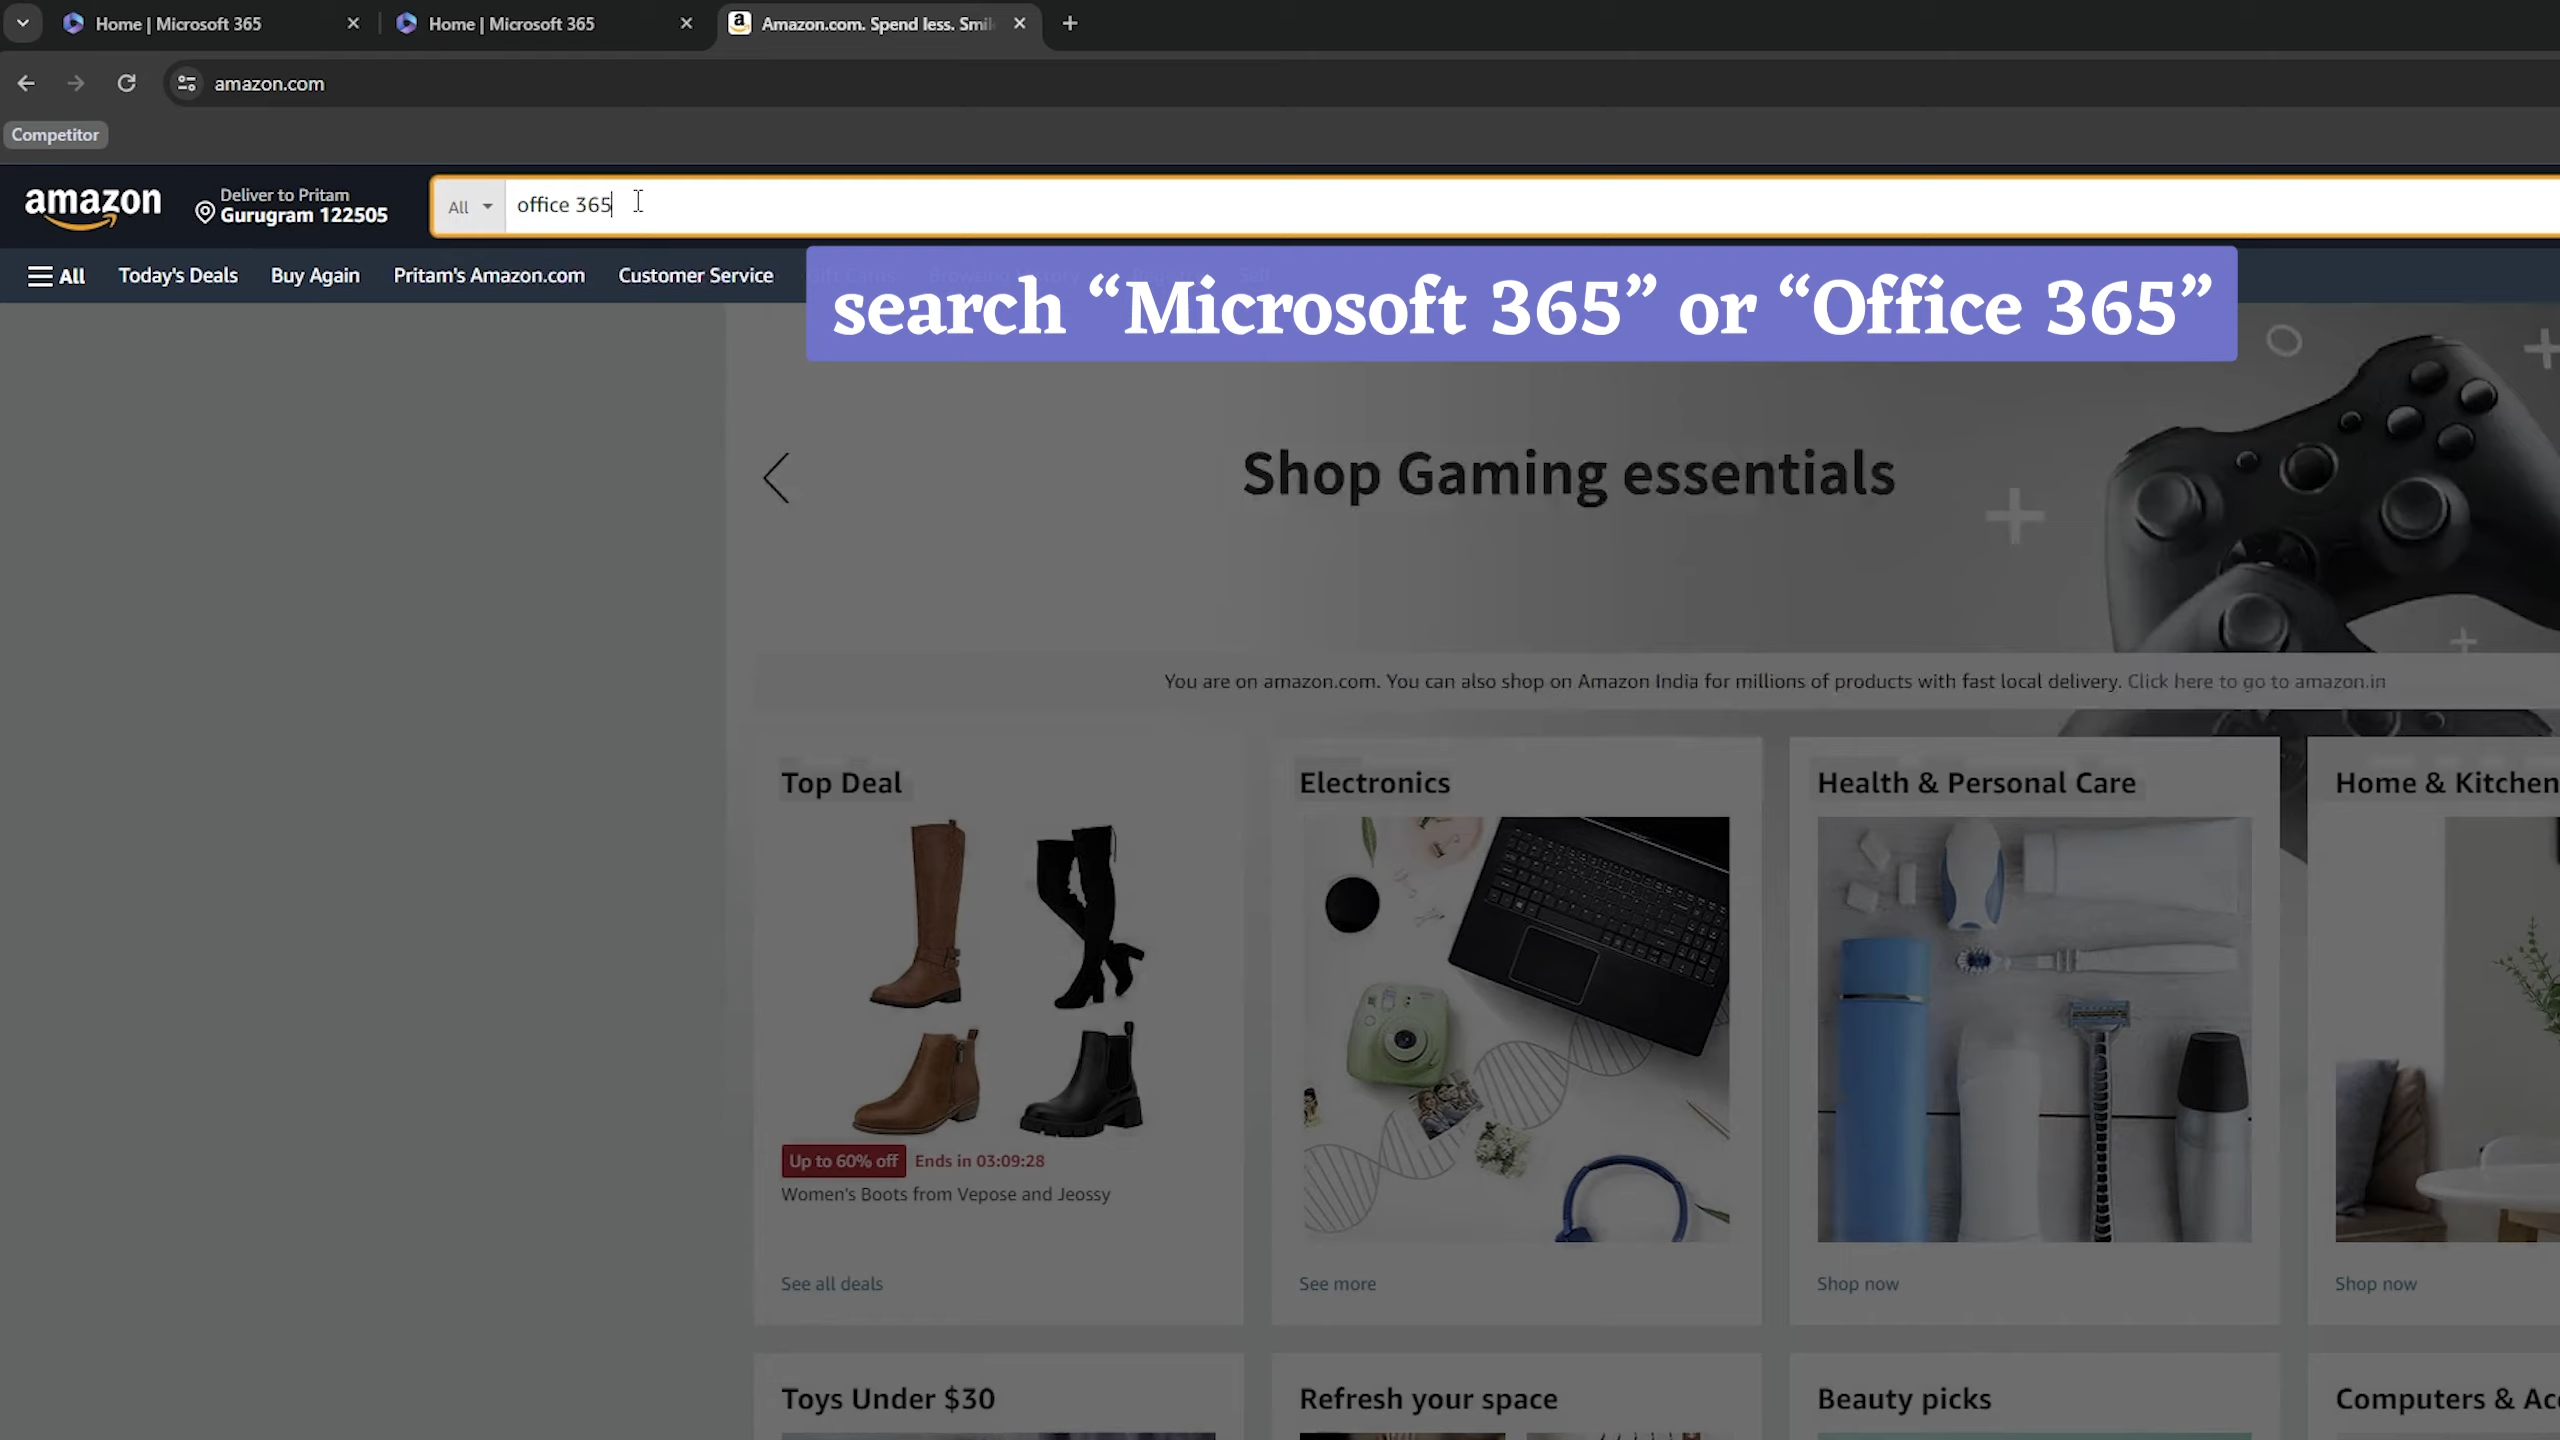 Home | Microsoft 365
Home | Microsoft 365
Amazon.com. Spend less. Smil
amazon.com
Competitor
amazon
Deliver to Pritam
Gurugram 122505
All
office 365
All
Today's Deals
Buy Again
Pritam's Amazon.com
Customer Service
search “Microsoft 365” or “Office 365”
Shop Gaming essentials
You are on amazon.com. You can also shop on Amazon India for millions of products with fast local delivery. Click here to go to amazon.in
Top Deal
Electronics
Health & Personal Care
Home & Kitchen
Up to 60% off
Ends in 03:09:28
Women's Boots from Vepose and Jeossy
See all deals
See more
Shop now
Shop now
Toys Under $30
Refresh your space
Beauty picks
Computers & Acc